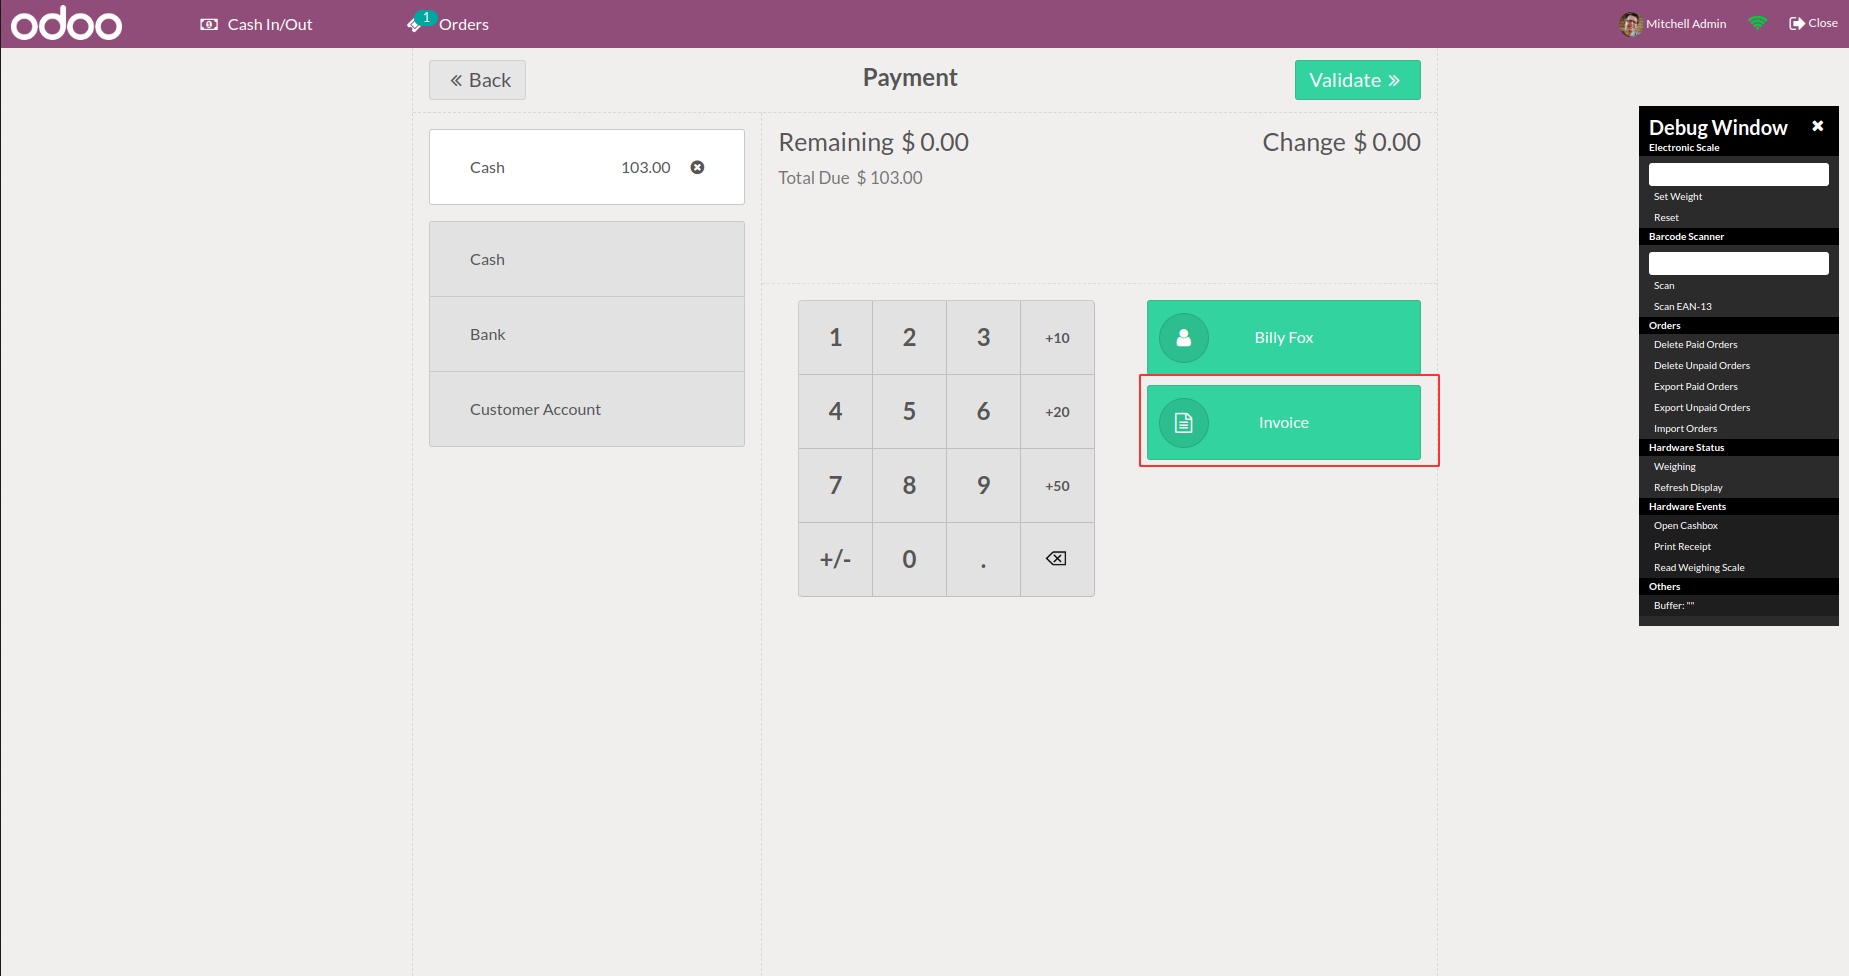 odoo
Cash In/Out
1
Orders
Mitchell Admin
Close
Back
Payment
Validate
Cash 103.00
Cash
Bank
Customer Account
Remaining $ 0.00
Change $ 0.00
Total Due $ 103.00
1 2 3 +10
4 5 6 +20
7 8 9 +50
+/- 0 .
Billy Fox
Invoice
Debug Window
Electronic Scale
Set Weight
Reset
Barcode Scanner
Scan
Scan EAN-13
Orders
Delete Paid Orders
Delete Unpaid Orders
Export Paid Orders
Export Unpaid Orders
Import Orders
Hardware Status
Weighing
Refresh Display
Hardware Events
Open Cashbox
Print Receipt
Read Weighing Scale
Others
Buffer: ""